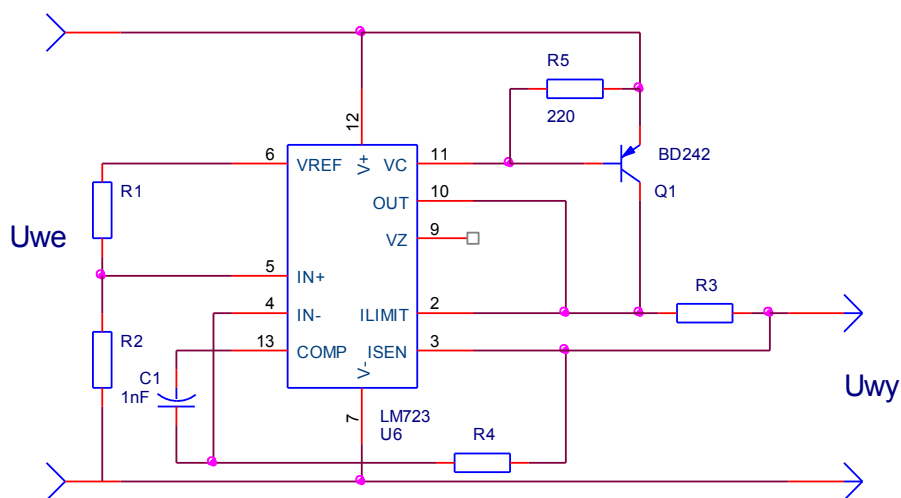 R5
220
12
BD242
Q1
6
VREF
V+
VC
11
R1
OUT
10
Uwe
VZ
9
5
IN+
4
IN-
ILIMIT
2
R3
R2
13
COMP
ISEN
3
C1
1nF
V-
7
LM723
U6
R4
Uwy